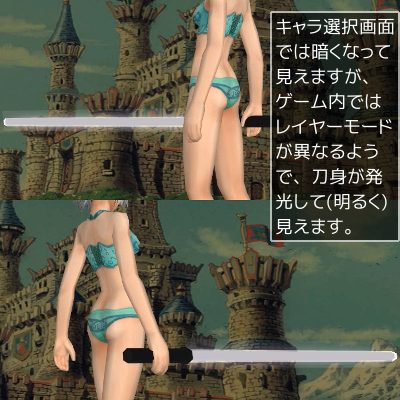 キャラ選択画面
では暗くなって
見えますが、
ゲーム内では
レイヤーモード
が異なるよう
で、刀身が発
光して(明るく)
見えます。